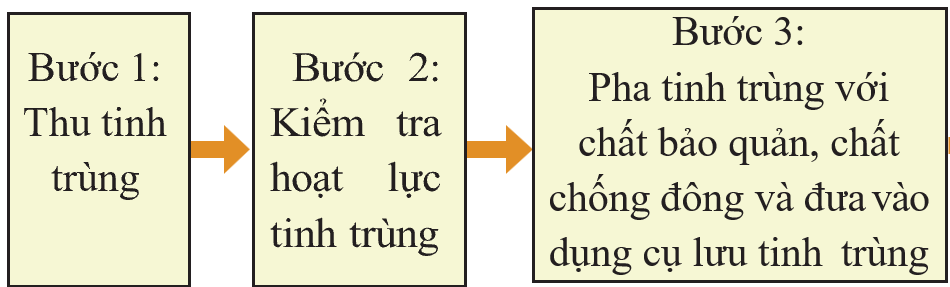 Bước 1:
Thu tinh
trùng
Bước 2:
Kiểm tra
hoạt lực
tinh trùng
Bước 3:
Pha tinh trùng với
chất bảo quản, chất
chống đông và đưa vào
dụng cụ lưu tinh trùng